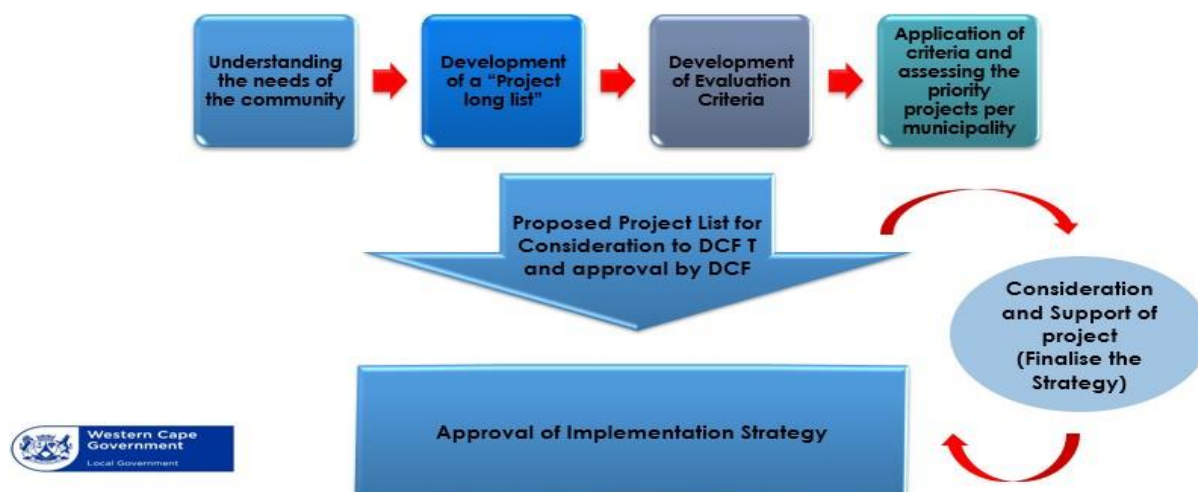 Understanding
the needs of
the community
Development
of a “Project
long list”
Development
of Evaluation
Criteria
Application of
criteria and
assessing the
priority
projects per
municipality
Proposed Project List for
Consideration to DCF T
and approval by DCF
Consideration
and Support of
project
(Finalise the
Strategy)
Approval of Implementation Strategy
Western Cape
Government
Local Government